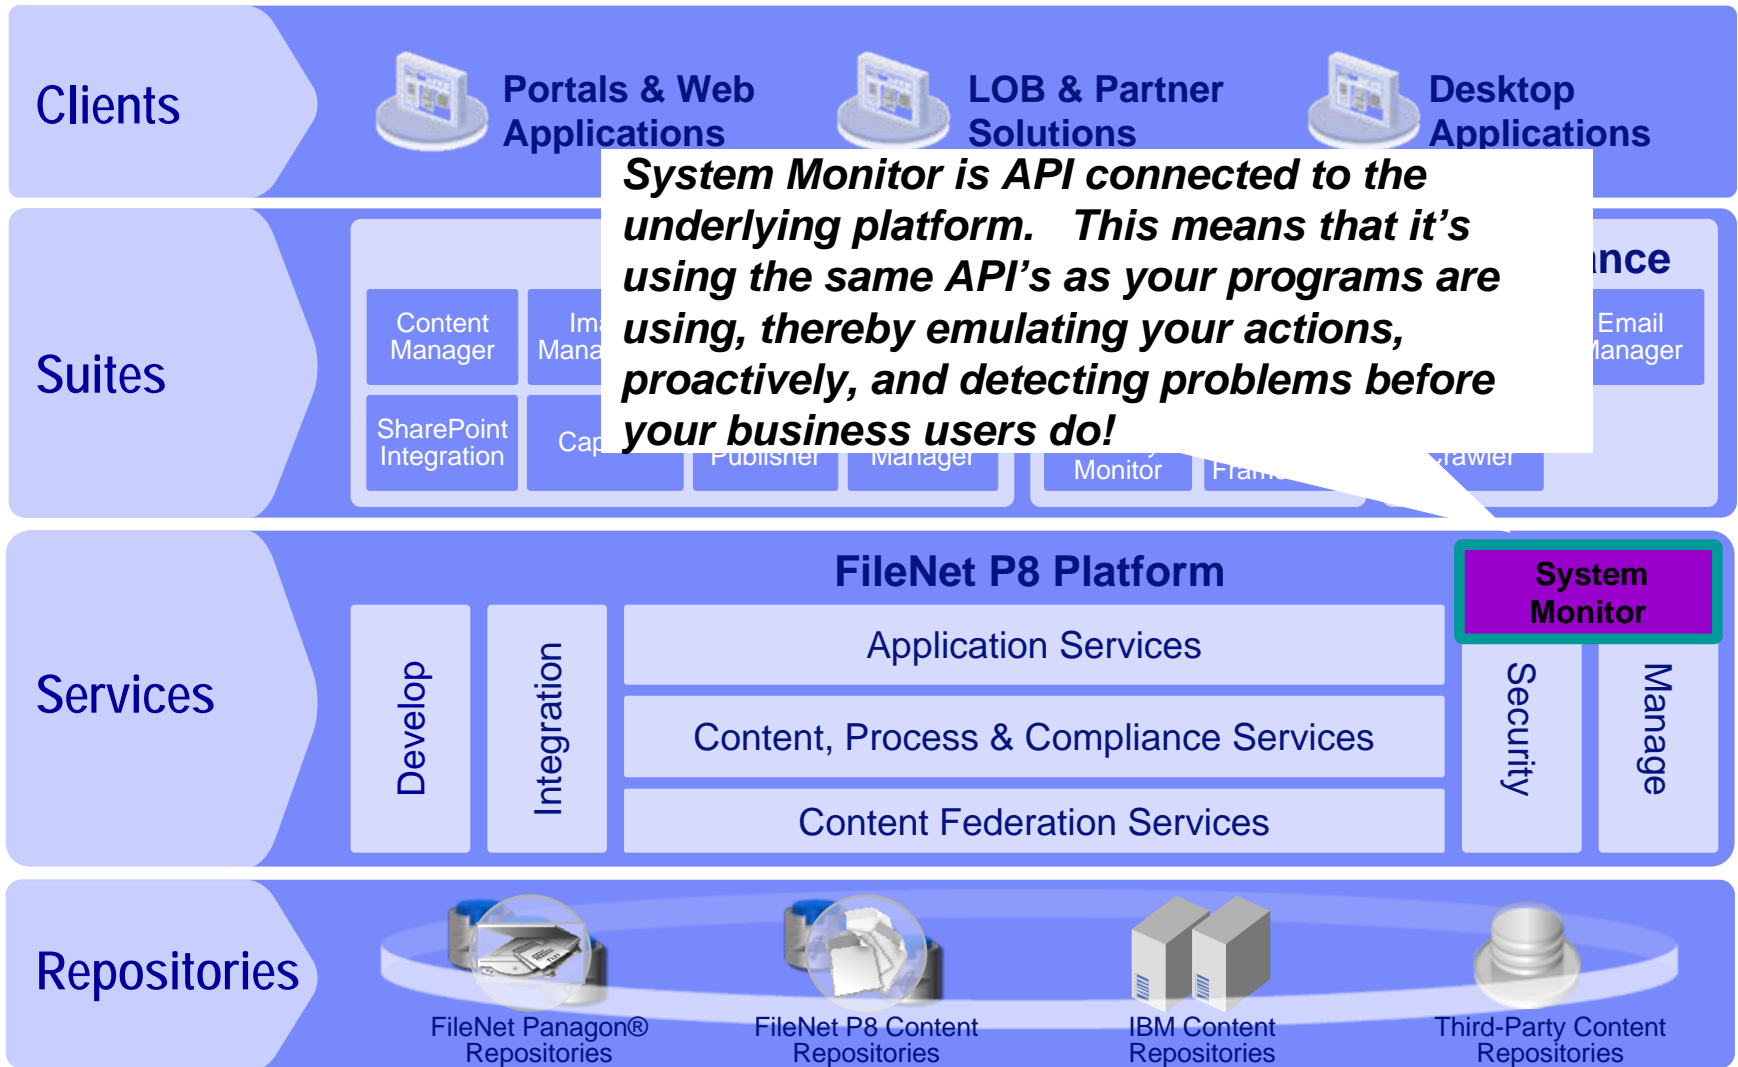 Clients
Portals & Web
Applications
LOB & Partner
Solutions
Desktop
Applications
System Monitor is API connected to the
underlying platform.   This means that it's
using the same API's as your programs are
using, thereby emulating your actions,
proactively, and detecting problems before
your business users do!
Suites
Content
Manager
Email
SharePoint
Integration
Publisher
Manager
Monitor
Services
FileNet P8 Platform
System
Monitor
Develop
Integration
Application Services
Content, Process & Compliance Services
Content Federation Services
Security
Manage
Repositories
FileNet Panagon®
Repositories
FileNet P8 Content
Repositories
IBM Content
Repositories
Third-Party Content
Repositories